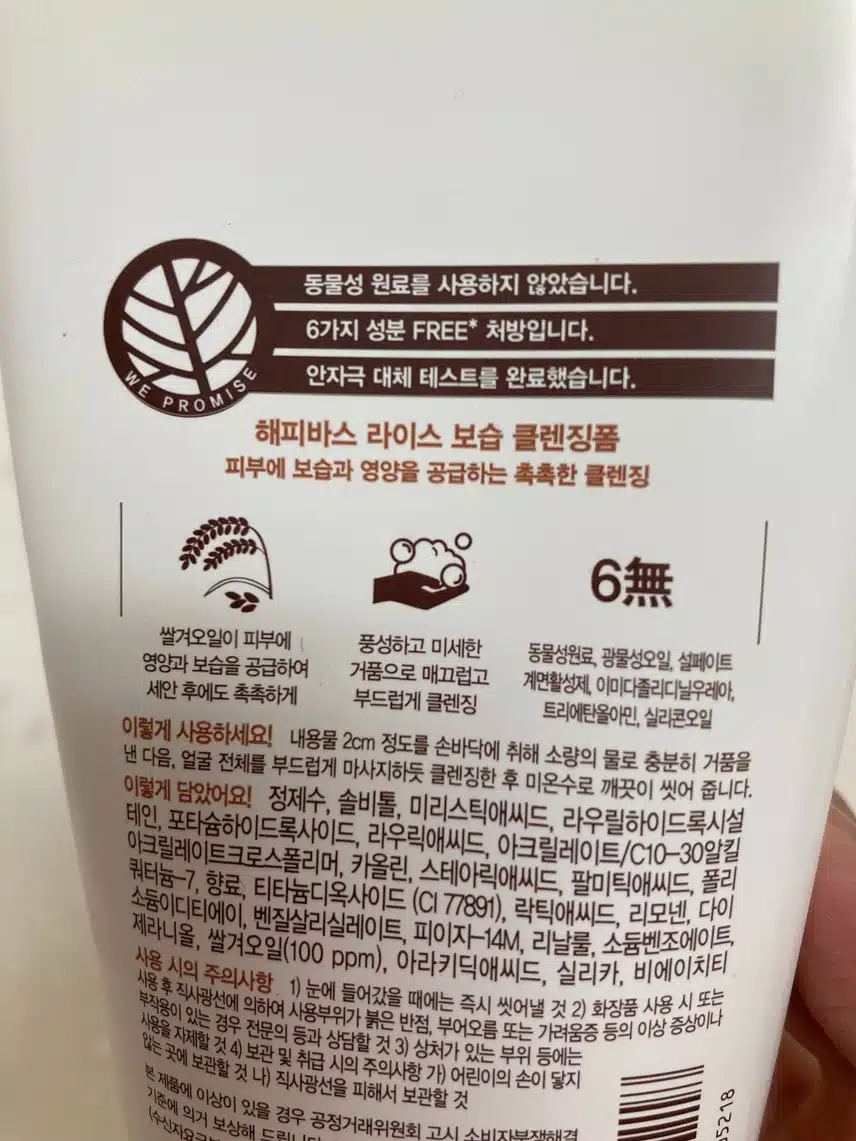 동물성 원료를 사용하지 않았습니다.
6가지 성분 FREE* 처방입니다.
안자극 대체 테스트를 완료했습니다.
WE PROMISE
해피바스 라이스 보습 클렌징폼
피부에 보습과 영양을 공급하는 촉촉한 클렌징
쌀겨오일이 피부에
영양과 보습을 공급하여
세안 후에도 촉촉하게
풍성하고 미세한
거품으로 매끄럽고
부드럽게 클렌징
6無
동물성원료, 광물성오일, 설페이트
계면활성제, 이미다졸리디닐우레아,
트리에탄올아민, 실리콘오일
이렇게 사용하세요! 내용물 2cm 정도를 손바닥에 취해 소량의 물로 충분히 거품을
낸 다음, 얼굴 전체를 부드럽게 마사지하듯 클렌징한 후 미온수로 깨끗이 씻어 줍니다.
이렇게 담았어요! 정제수, 솔비톨, 미리스틱애씨드, 라우릴하이드록시설
테인, 포타슘하이드록사이드, 라우릭애씨드, 아크릴레이트/C10-30알킬
아크릴레이트크로스폴리머, 카올린, 스테아릭애씨드, 팔미틱애씨드, 폴리
쿼터늄-7, 향료, 티타늄디옥사이드 (CI 77891), 락틱애씨드, 리모넨, 다이
소듐이디티에이, 벤질살리실레이트, 피이지-14M, 리날룰, 소듐벤조에이트,
제라니올, 쌀겨오일(100 ppm), 아라키딕애씨드, 실리카, 비에이치티
사용 시의 주의사항 1) 눈에 들어갔을 때에는 즉시 씻어낼 것 2) 화장품 사용 시 또는
사용 후 직사광선에 의하여 사용부위가 붉은 반점, 부어오름 또는 가려움증 등의 이상 증상이나
부작용이 있는 경우 전문의 등과 상담할 것 3) 상처가 있는 부위 등에는
사용을 자제할 것 4) 보관 및 취급 시의 주의사항 가) 어린이의 손이 닿지
않는 곳에 보관할 것 나) 직사광선을 피해서 보관할 것
본 제품에 이상이 있을 경우 공정거래위원회 고시 소비자분쟁해결
기준에 의거 보상해 드립니다
5218